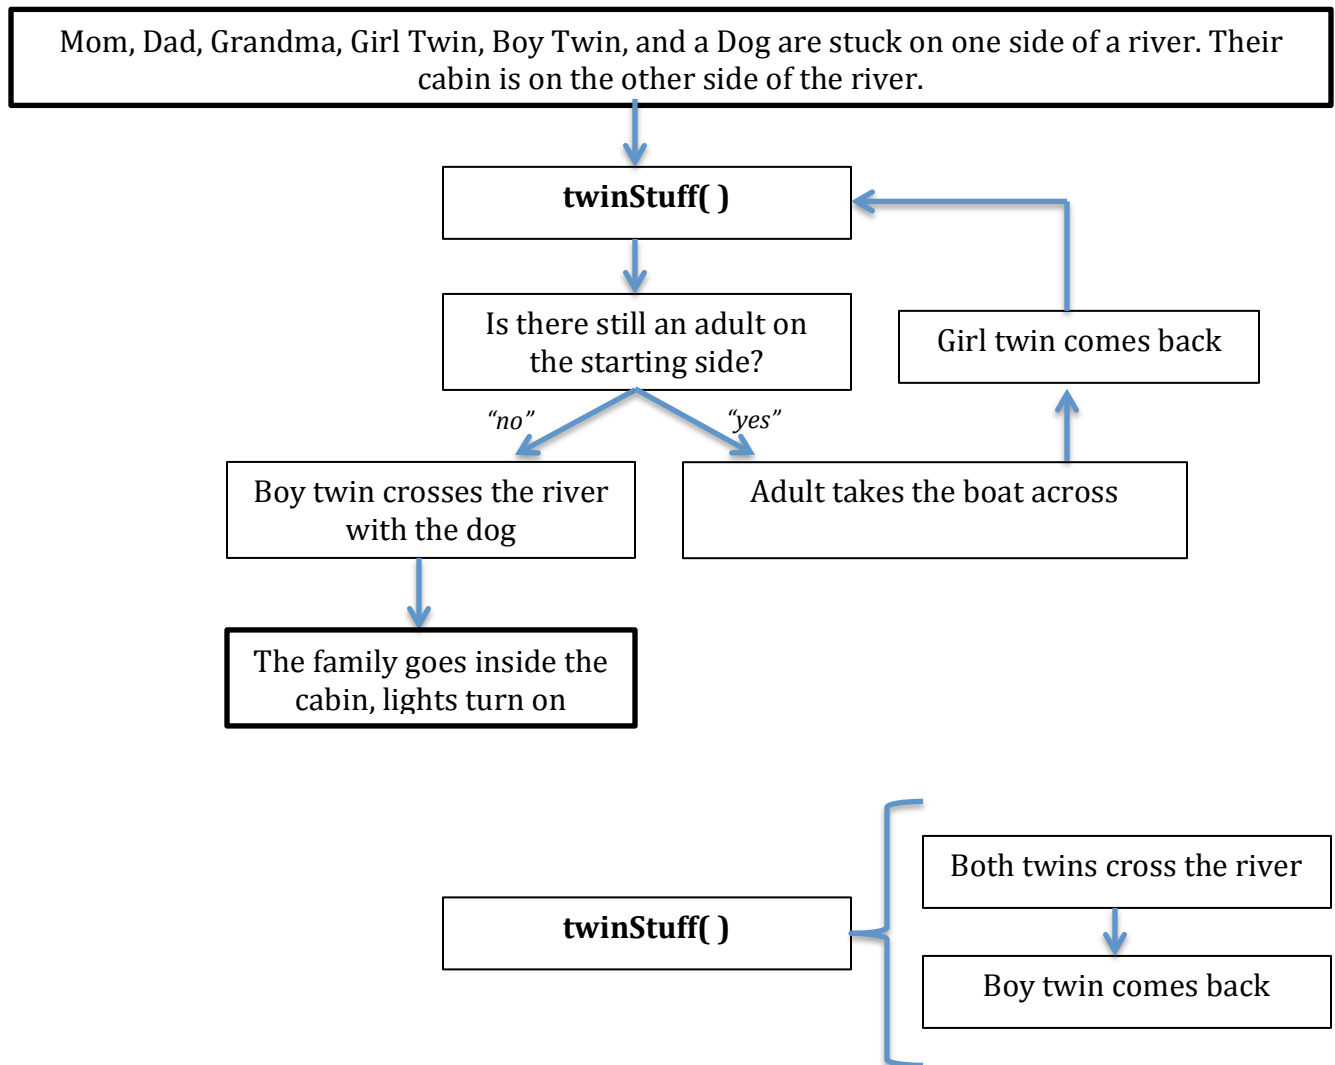 Mom, Dad, Grandma, Girl Twin, Boy Twin, and a Dog are stuck on one side of a river. Their
cabin is on the other side of the river.
twinStuff( )
Is there still an adult on
the starting side?
Girl twin comes back
“no”
“yes”
Boy twin crosses the river
with the dog
Adult takes the boat across
The family goes inside the
cabin, lights turn on
twinStuff( )
Both twins cross the river
Boy twin comes back